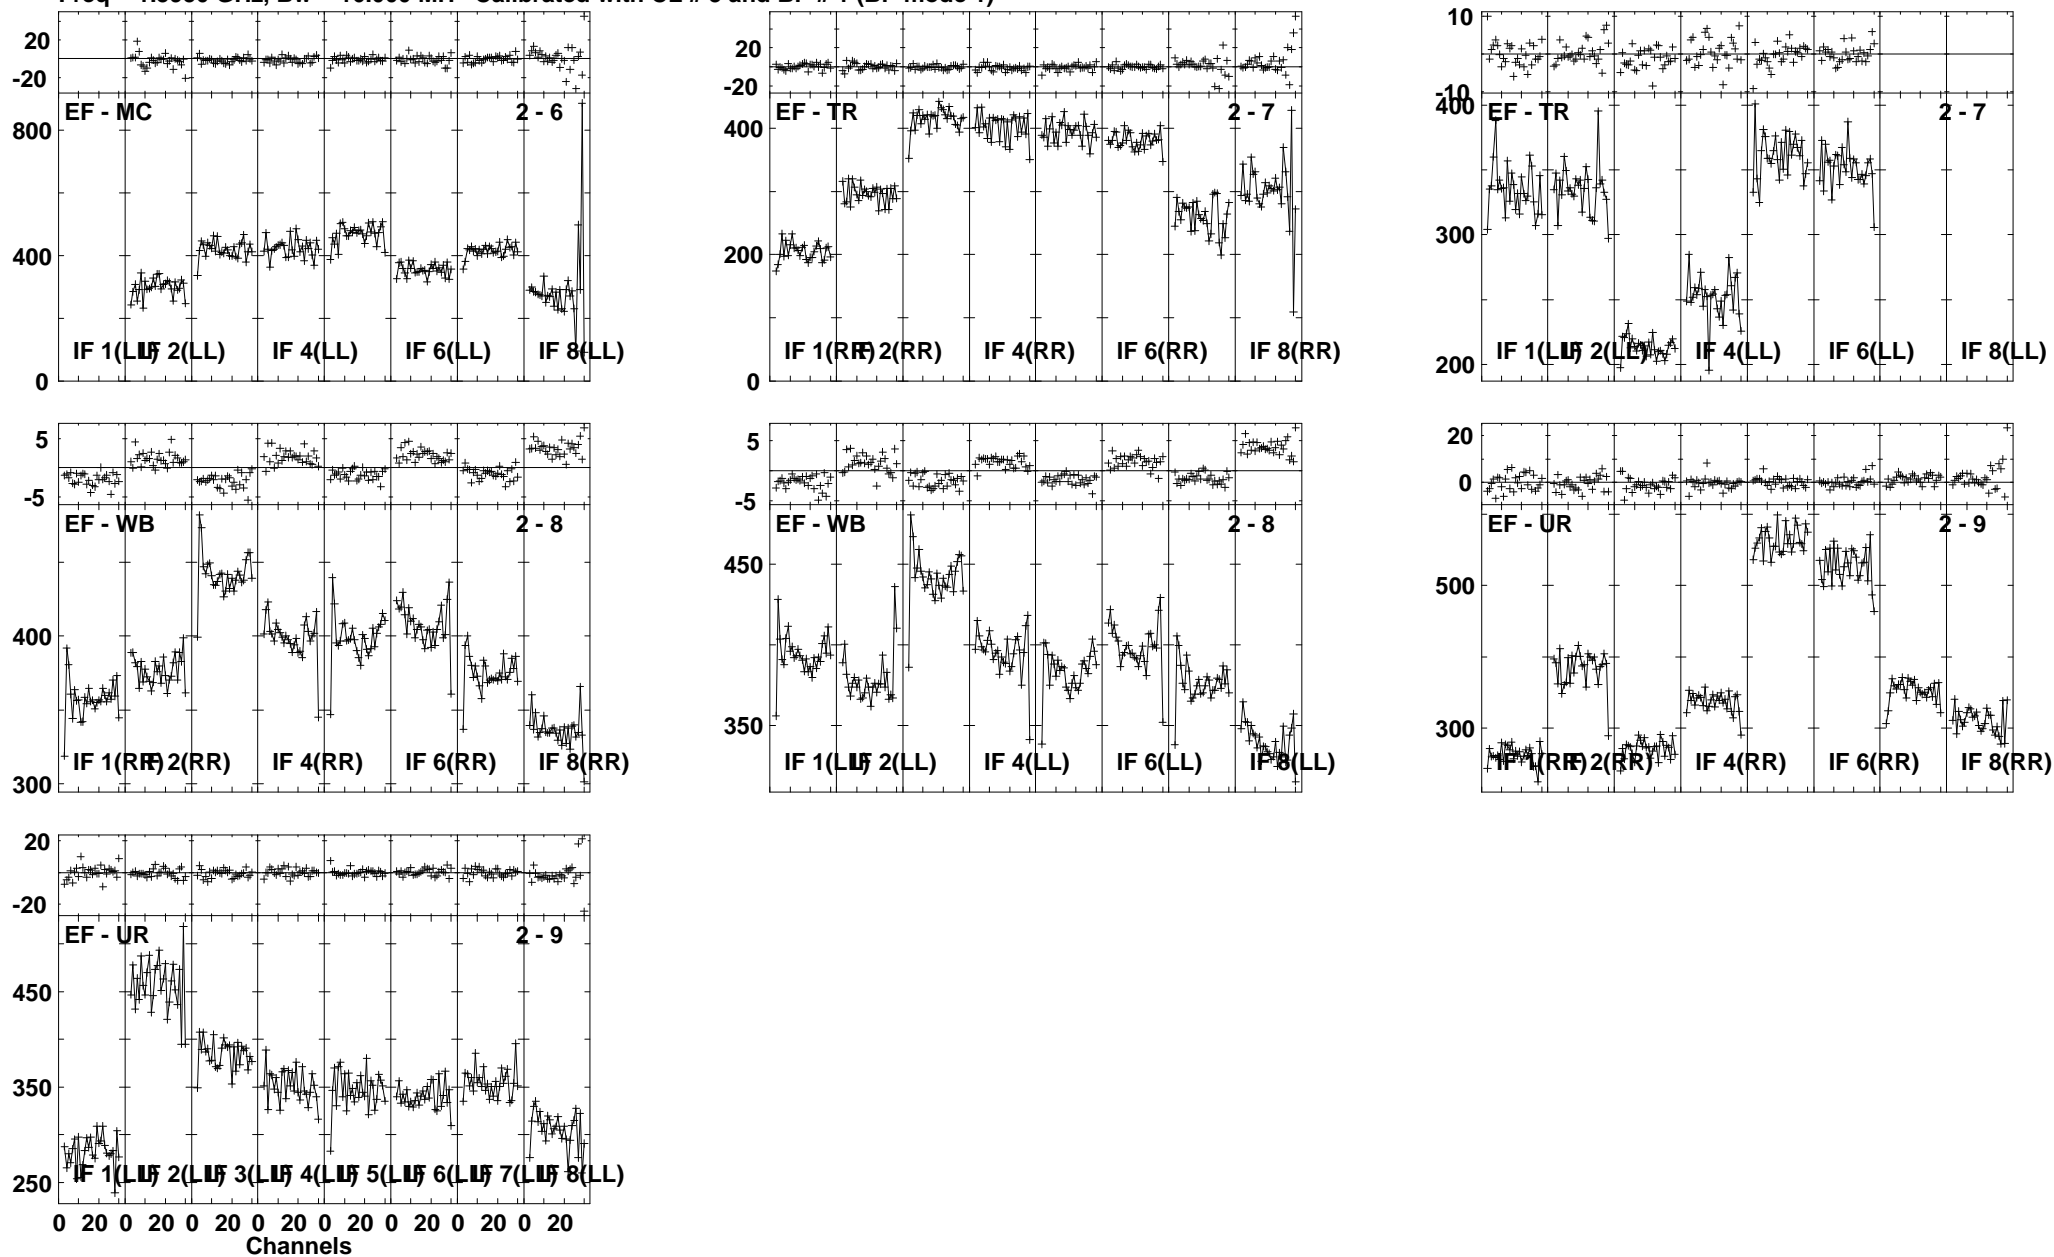 20
-20
EF - MC 2 - 6
800
400
0
IF 1(LL) IF 2(LL) IF 4(LL) IF 6(LL) IF 8(LL)
20
-20
EF - TR 2 - 7
400
200
0
IF 1(RR) IF 2(RR) IF 4(RR) IF 6(RR) IF 8(RR)
10
-10
EF - TR 2 - 7
400
300
200
IF 1(LL) IF 2(LL) IF 4(LL) IF 6(LL) IF 8(LL)
5
-5
EF - WB 2 - 8
400
300
IF 1(RR) IF 2(RR) IF 4(RR) IF 6(RR) IF 8(RR)
5
-5
EF - WB 2 - 8
450
350
IF 1(LL) IF 2(LL) IF 4(LL) IF 6(LL) IF 8(LL)
20
0
EF - UR 2 - 9
500
300
IF 1(RR) IF 2(RR) IF 4(RR) IF 6(RR) IF 8(RR)
20
-20
EF - UR 2 - 9
450
350
250
IF 1(LL) IF 2(LL) IF 3(LL) IF 4(LL) IF 5(LL) IF 6(LL) IF 7(LL) IF 8(LL)
0 20 0 20 0 20 0 20 0 20 0 20 0 20 0 20
Channels